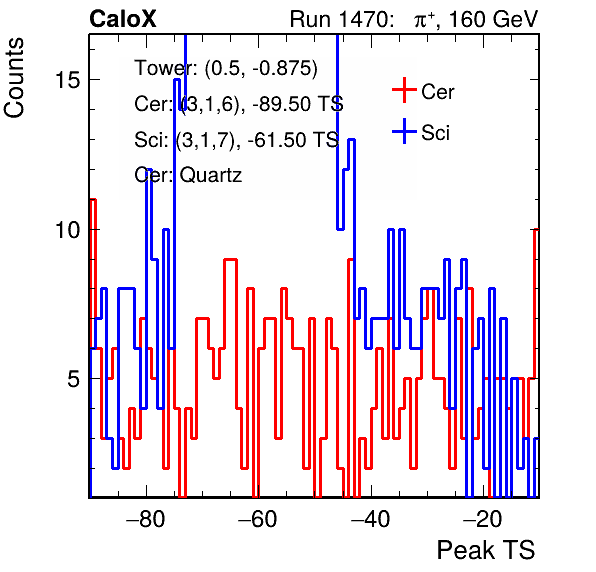 CaloX Run 1470: π⁺, 160 GeV
Counts
Tower: (0.5, -0.875)
Cer: (3,1,6), -89.50 TS
Sci: (3,1,7), -61.50 TS
Cer: Quartz
Cer
Sci
15
10
5
−80 −60 −40 −20
Peak TS